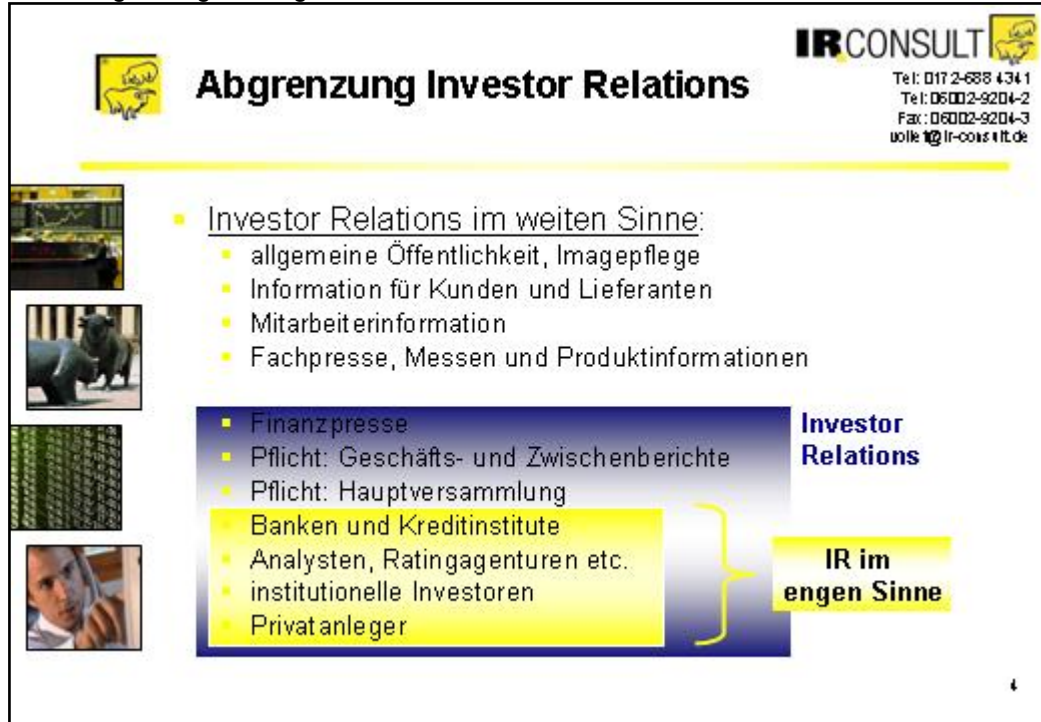 IRCONSULT
Abgrenzung Investor Relations
Tel: 0172-688 4341
Tel: 06002-9204-2
Fax: 06002-9204-3
Investor Relations im weiten Sinne:
allgemeine Öffentlichkeit, Imagepflege
Information für Kunden und Lieferanten
Mitarbeiterinformation
Fachpresse, Messen und Produktinformationen
Finanzpresse
Pflicht: Geschäfts- und Zwischenberichte
Pflicht: Hauptversammlung
Banken und Kreditinstitute
Analysten, Ratingagenturen etc.
institutionelle Investoren
Privatanleger
Investor
Relations
IR im
engen Sinne
4